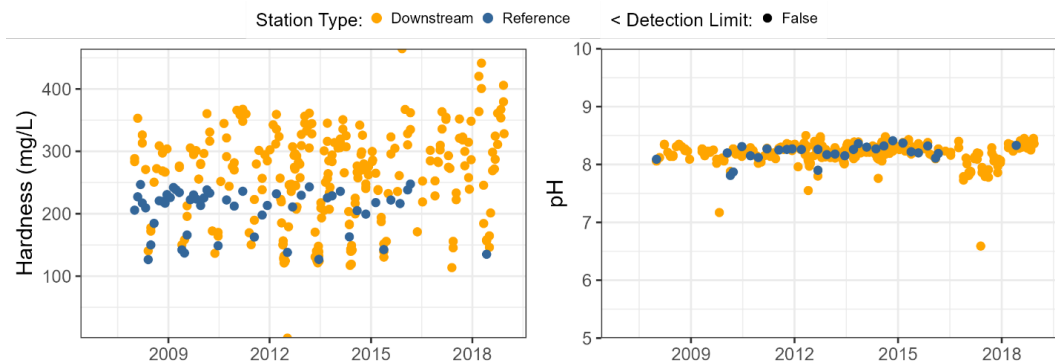 Station Type: Downstream Reference < Detection Limit: False
Hardness (mg/L)
400
300
200
100
2009 2012 2015 2018
pH
10
9
8
7
6
5
2009 2012 2015 2018